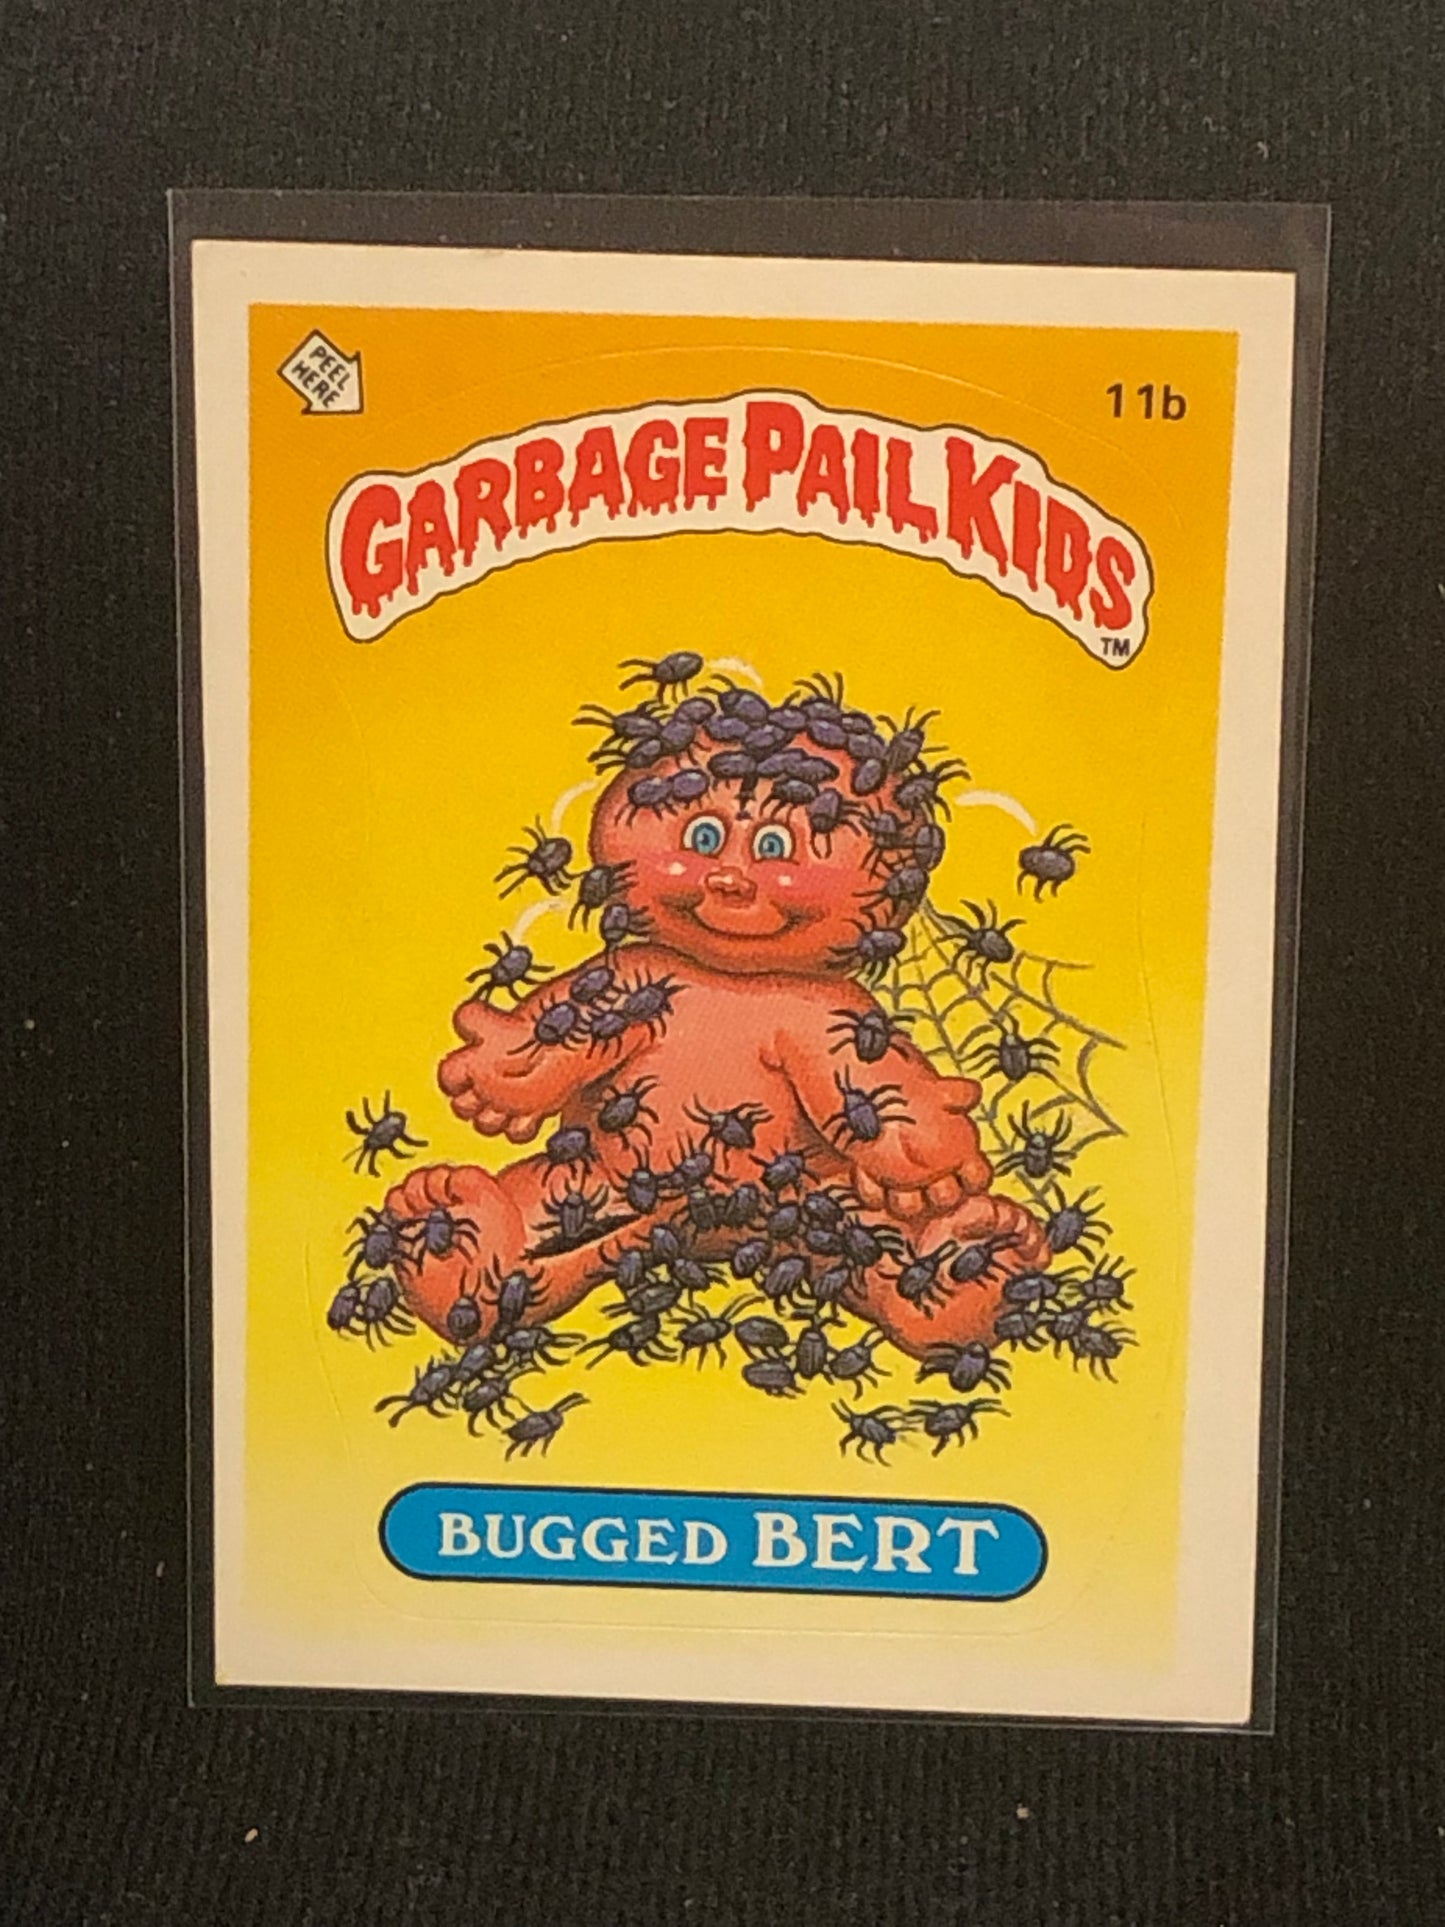 PEEL
HERE
11b
GARBAGE PAIL KIDS
TM
BUGGED BERT